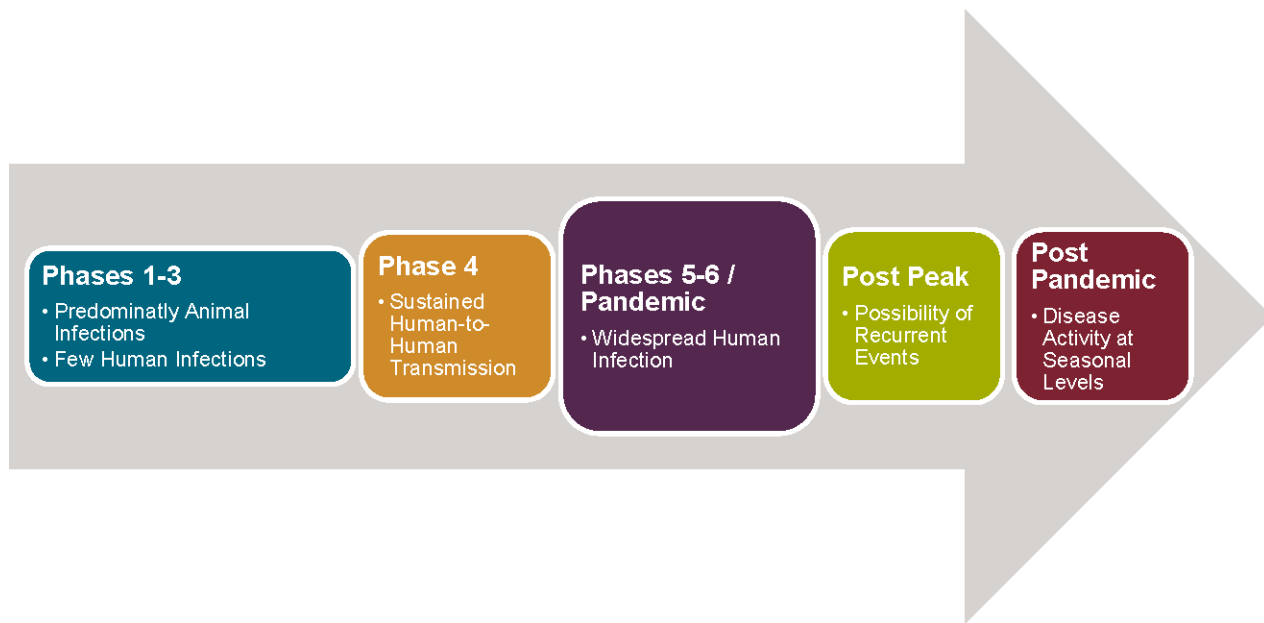 Phases 1-3
• Predominatly Animal
Infections
• Few Human Infections
Phase 4
• Sustained
Human-to-
Human
Transmission
Phases 5-6 /
Pandemic
• Widespread Human
Infection
Post Peak
• Possibility of
Recurrent
Events
Post
Pandemic
• Disease
Activity at
Seasonal
Levels